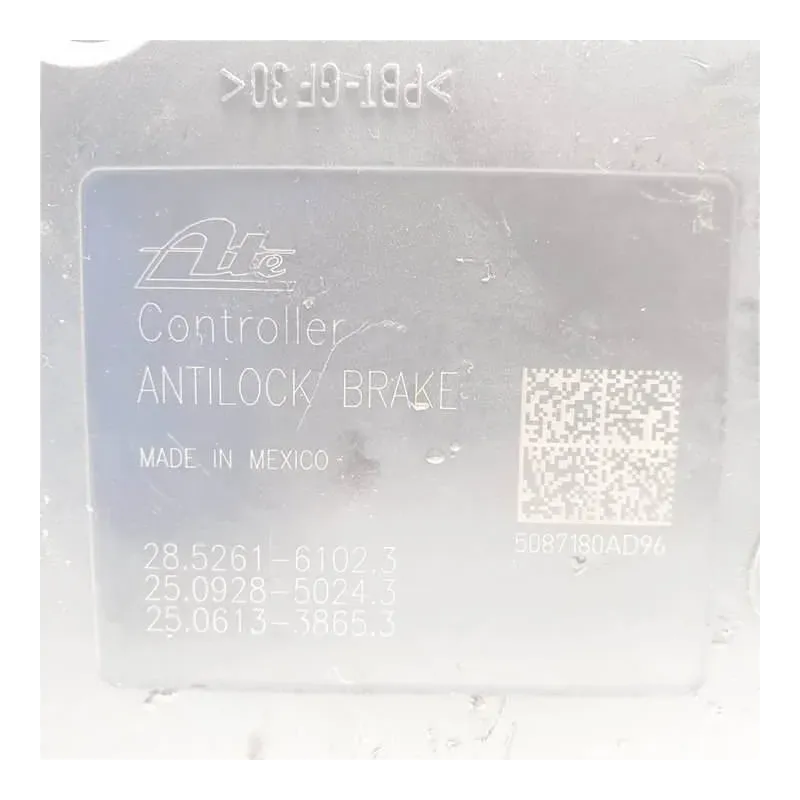 >PBT-GF30<
Ate
Controller
ANTILOCK BRAKE
MADE IN MEXICO
5087180AD96
28.5261-6102.3
25.0928-5024.3
25.0613-3865.3